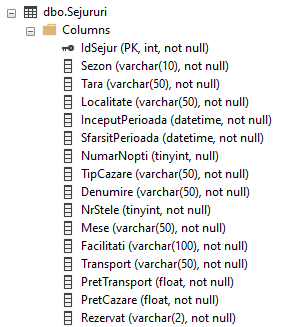 dbo.Sejururi
Columns
IdSejur (PK, int, not null)
Sezon (varchar(10), not null)
Tara (varchar(50), not null)
Localitate (varchar(50), not null)
InceputPerioada (datetime, not null)
SfarsitPerioada (datetime, not null)
NumarNopti (tinyint, null)
TipCazare (varchar(50), not null)
Denumire (varchar(50), not null)
NrStele (tinyint, not null)
Mese (varchar(50), not null)
Facilitati (varchar(100), not null)
Transport (varchar(50), not null)
PretTransport (float, not null)
PretCazare (float, not null)
Rezervat (varchar(2), not null)